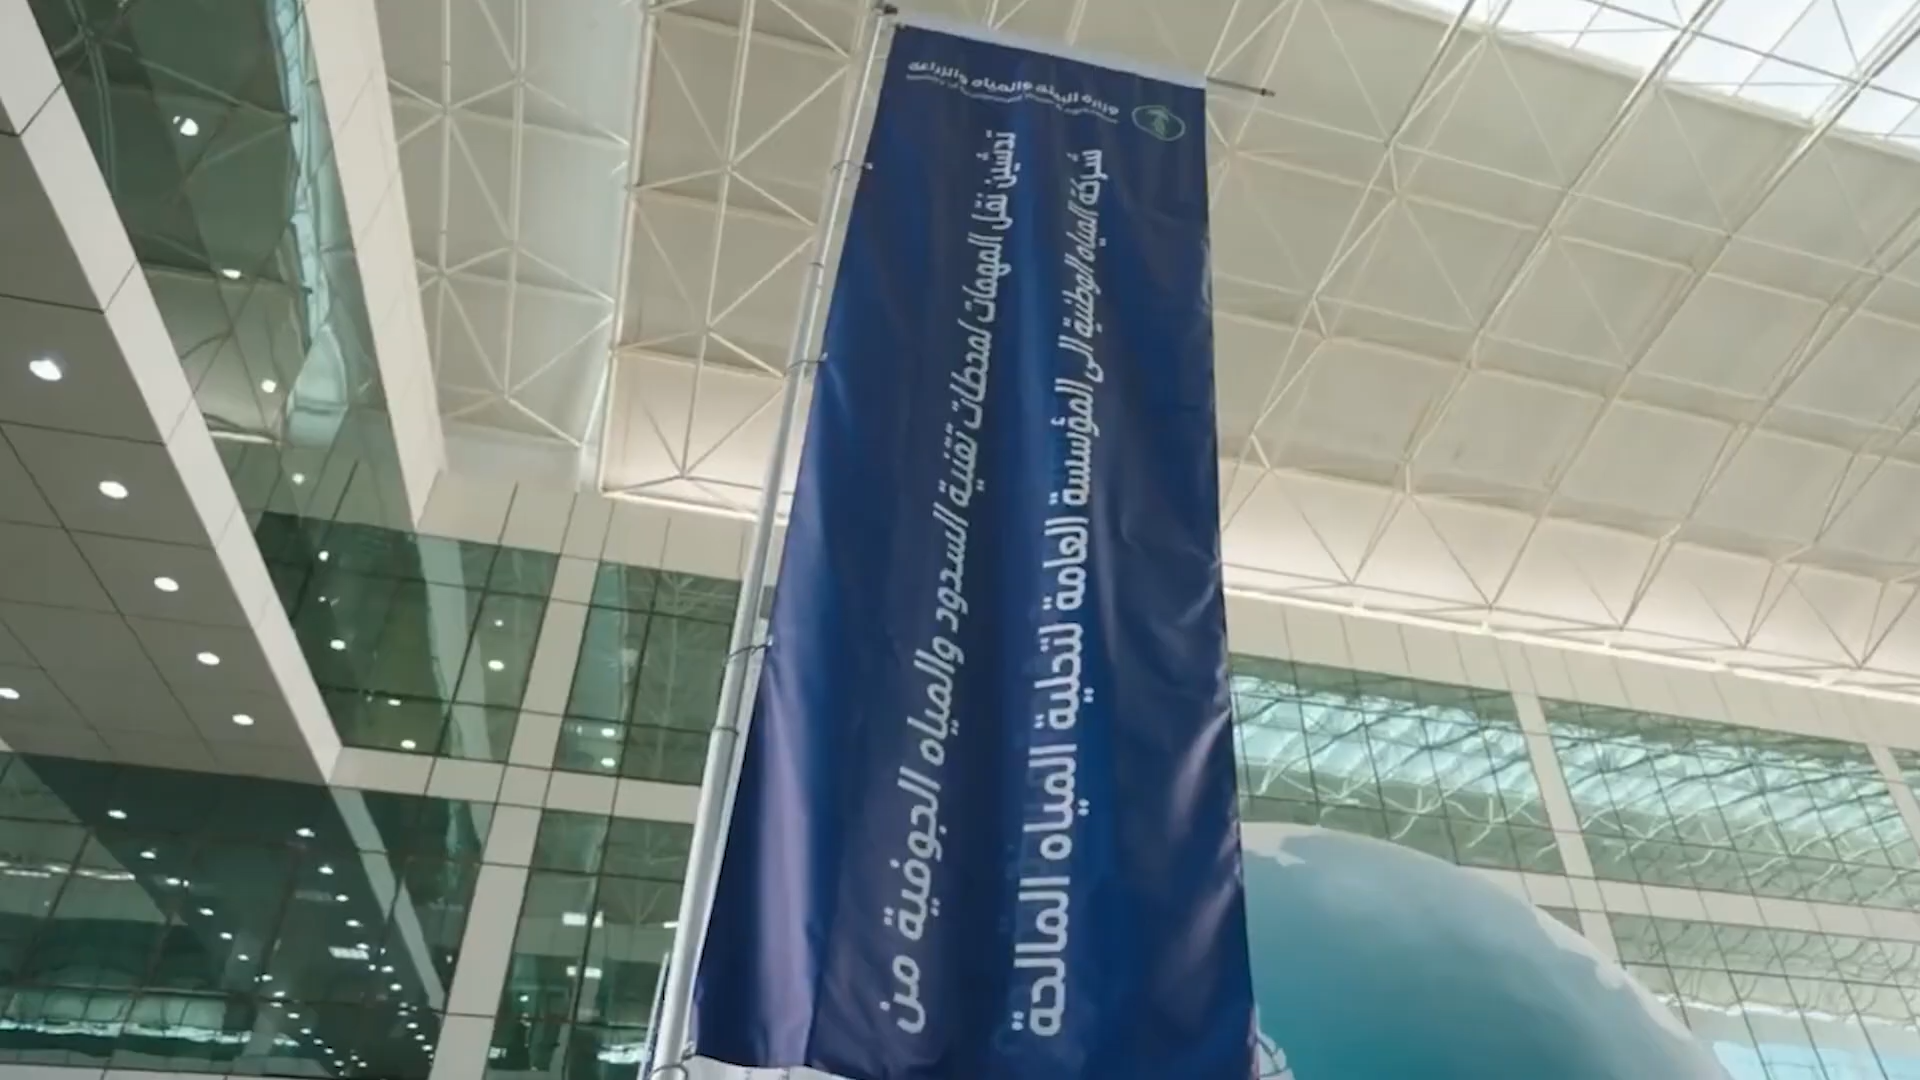 وزارة البيئة والمياه والزراعة
تدشين نقل المهمات لمحطات تقنية السدود والمياه الجوفية من
شركة المياه الوطنية الى المؤسسة العامة لتحلية المياه المالحة